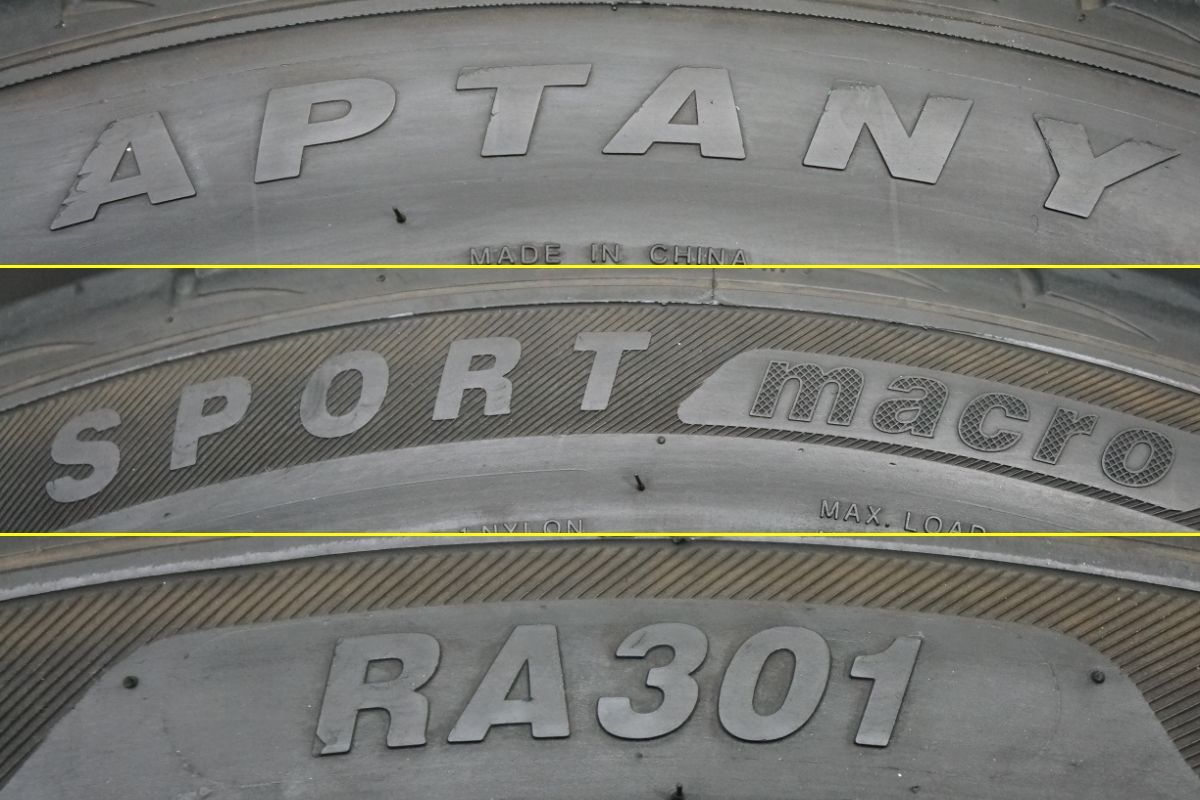 APTANY
MADE IN CHINA
SPORT macro
NYLON
MAX. LOAD
RA301